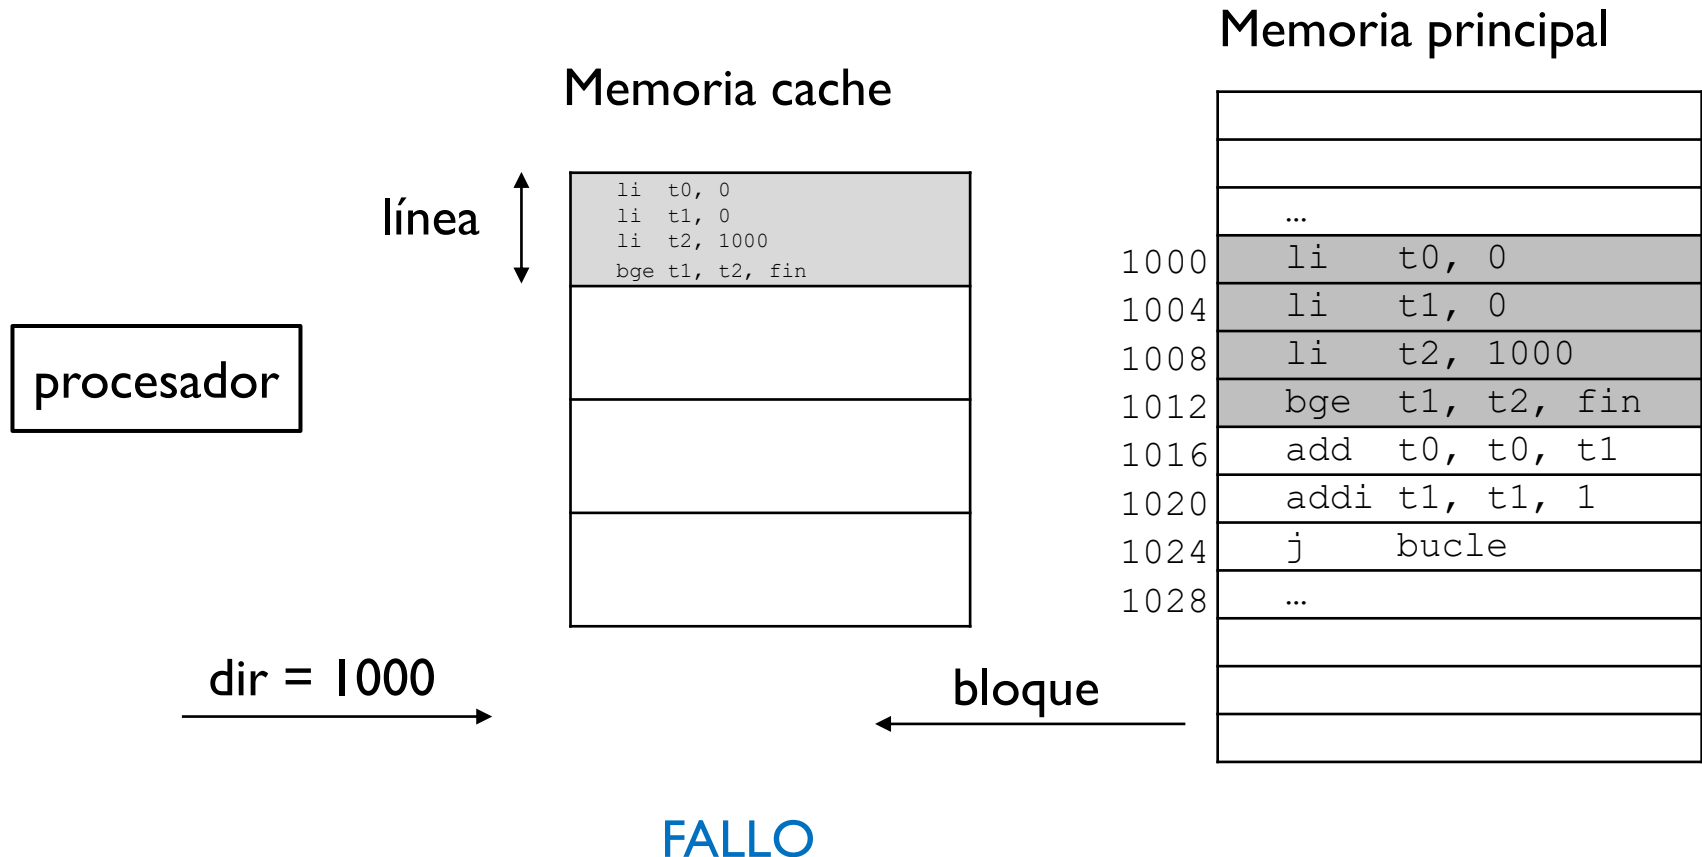 Memoria principal
Memoria cache
línea
li t0, 0
li t1, 0
li t2, 1000
bge t1, t2, fin
procesador
…
1000 li t0, 0
1004 li t1, 0
1008 li t2, 1000
1012 bge t1, t2, fin
1016 add t0, t0, t1
1020 addi t1, t1, 1
1024 j bucle
1028 …
dir = 1000
bloque
FALLO